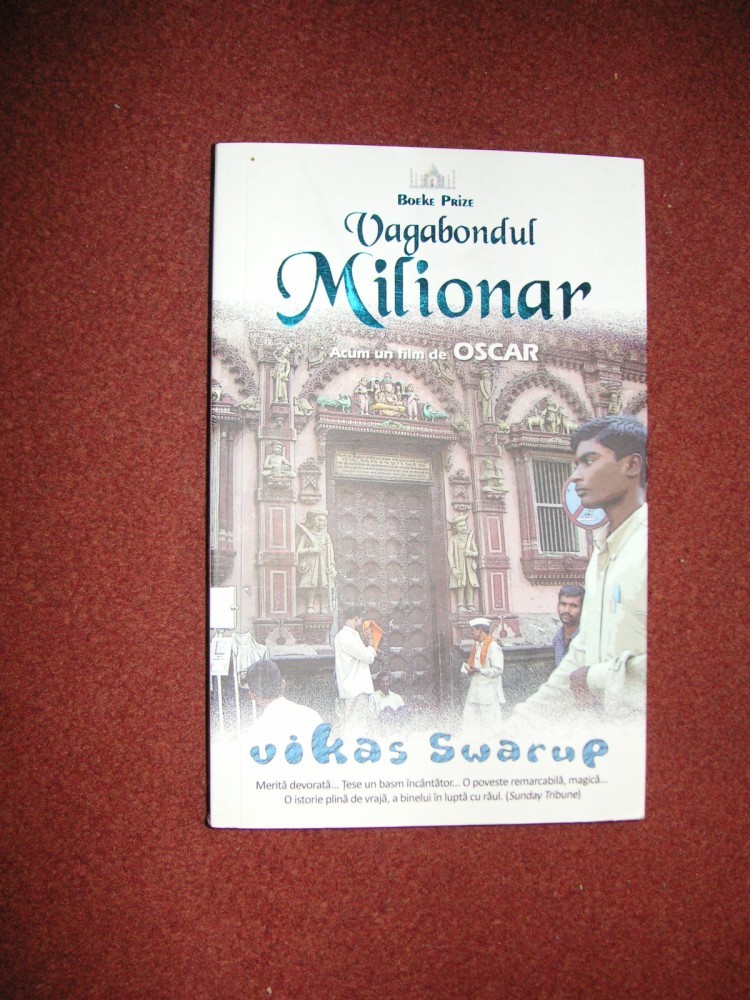 Boeke Prize
Vagabondul
Milionar
Acum un film de OSCAR
vikas Swarup
Merită devorată... Țese un basm încântător... O poveste remarcabilă, magică...
O istorie plină de vrajă, a binelui în luptă cu răul. (Sunday Tribune)